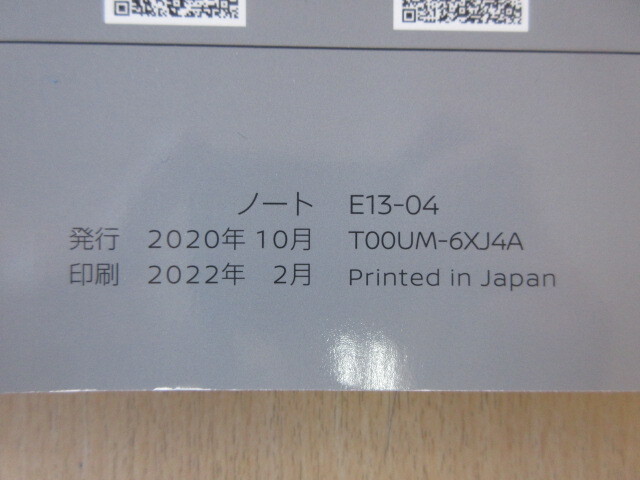 ノート E13-04
発行 2020年 10月 T00UM-6XJ4A
印刷 2022年 2月 Printed in Japan